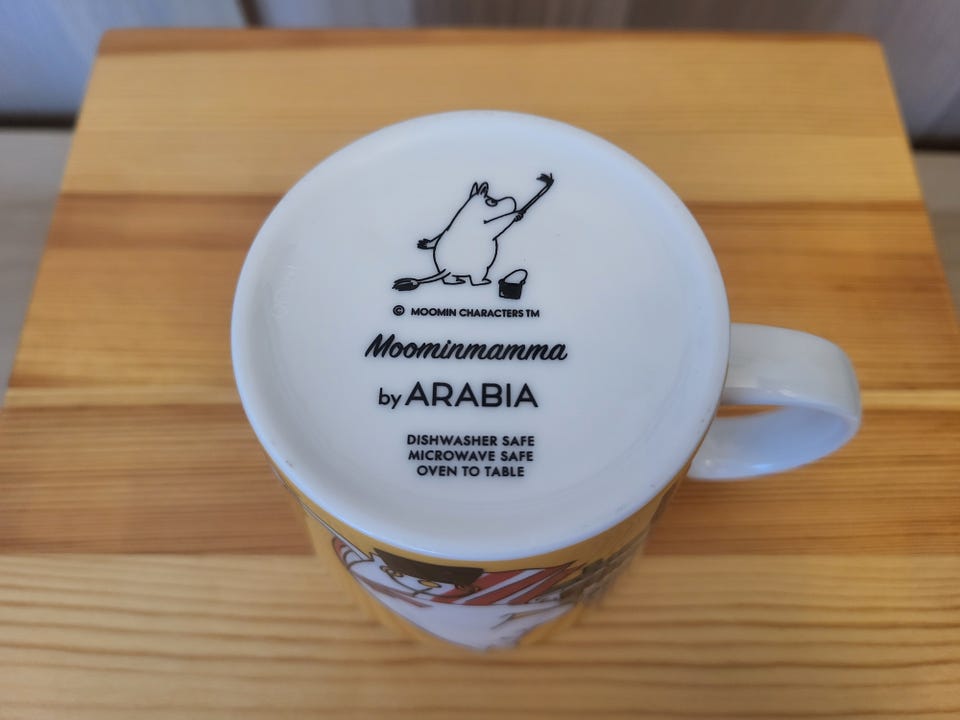 © MOOMIN CHARACTERS TM
Moominmamma
by ARABIA
DISHWASHER SAFE
MICROWAVE SAFE
OVEN TO TABLE